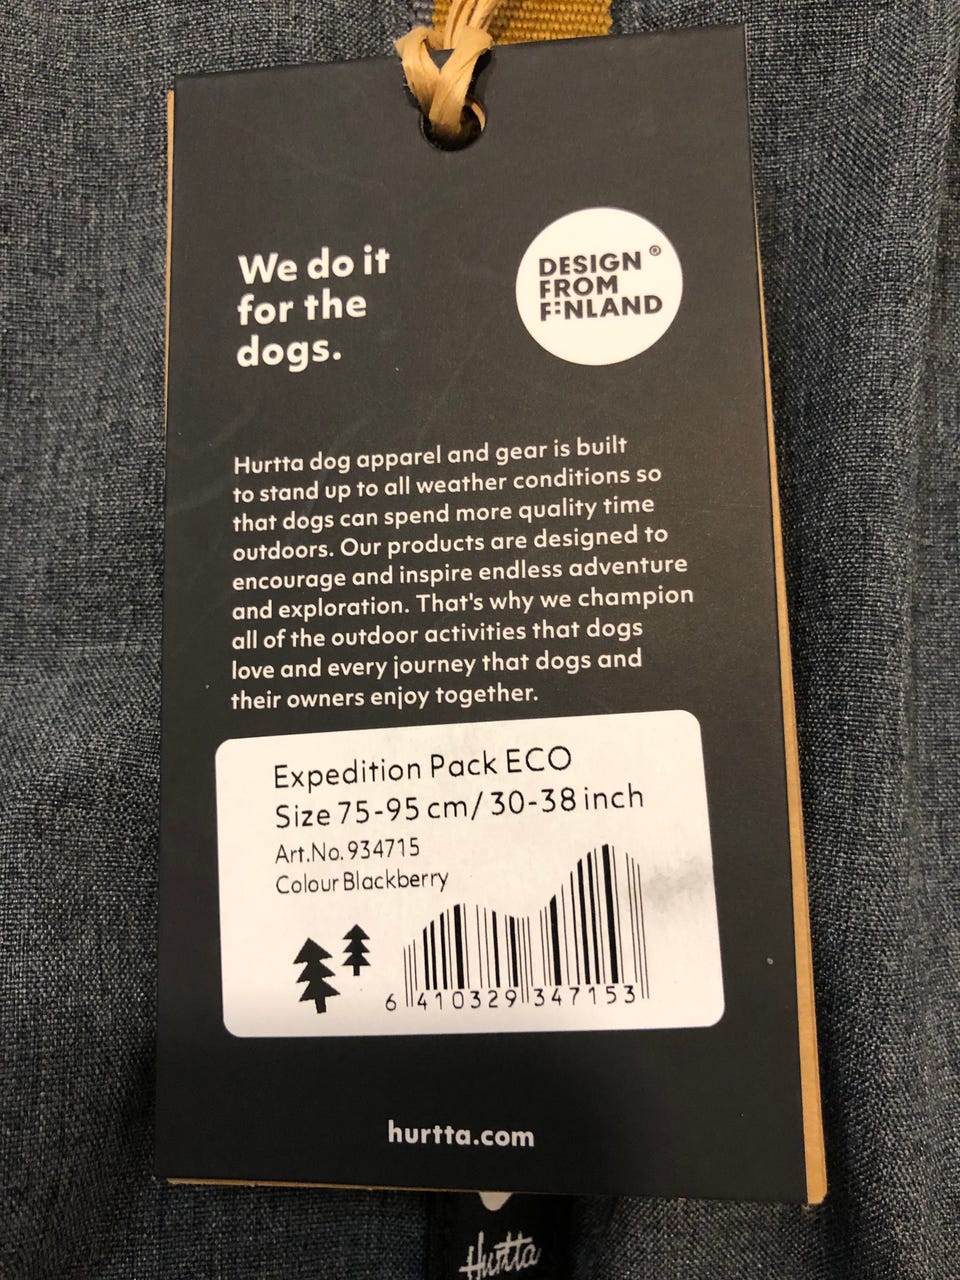 We do it
for the
dogs.
DESIGN ®
FROM
FINLAND
Hurtta dog apparel and gear is built
to stand up to all weather conditions so
that dogs can spend more quality time
outdoors. Our products are designed to
encourage and inspire endless adventure
and exploration. That's why we champion
all of the outdoor activities that dogs
love and every journey that dogs and
their owners enjoy together.
Expedition Pack ECO
Size 75-95 cm/ 30-38 inch
Art.No. 934715
Colour Blackberry
6 410329 347153
hurtta.com
Hurtta